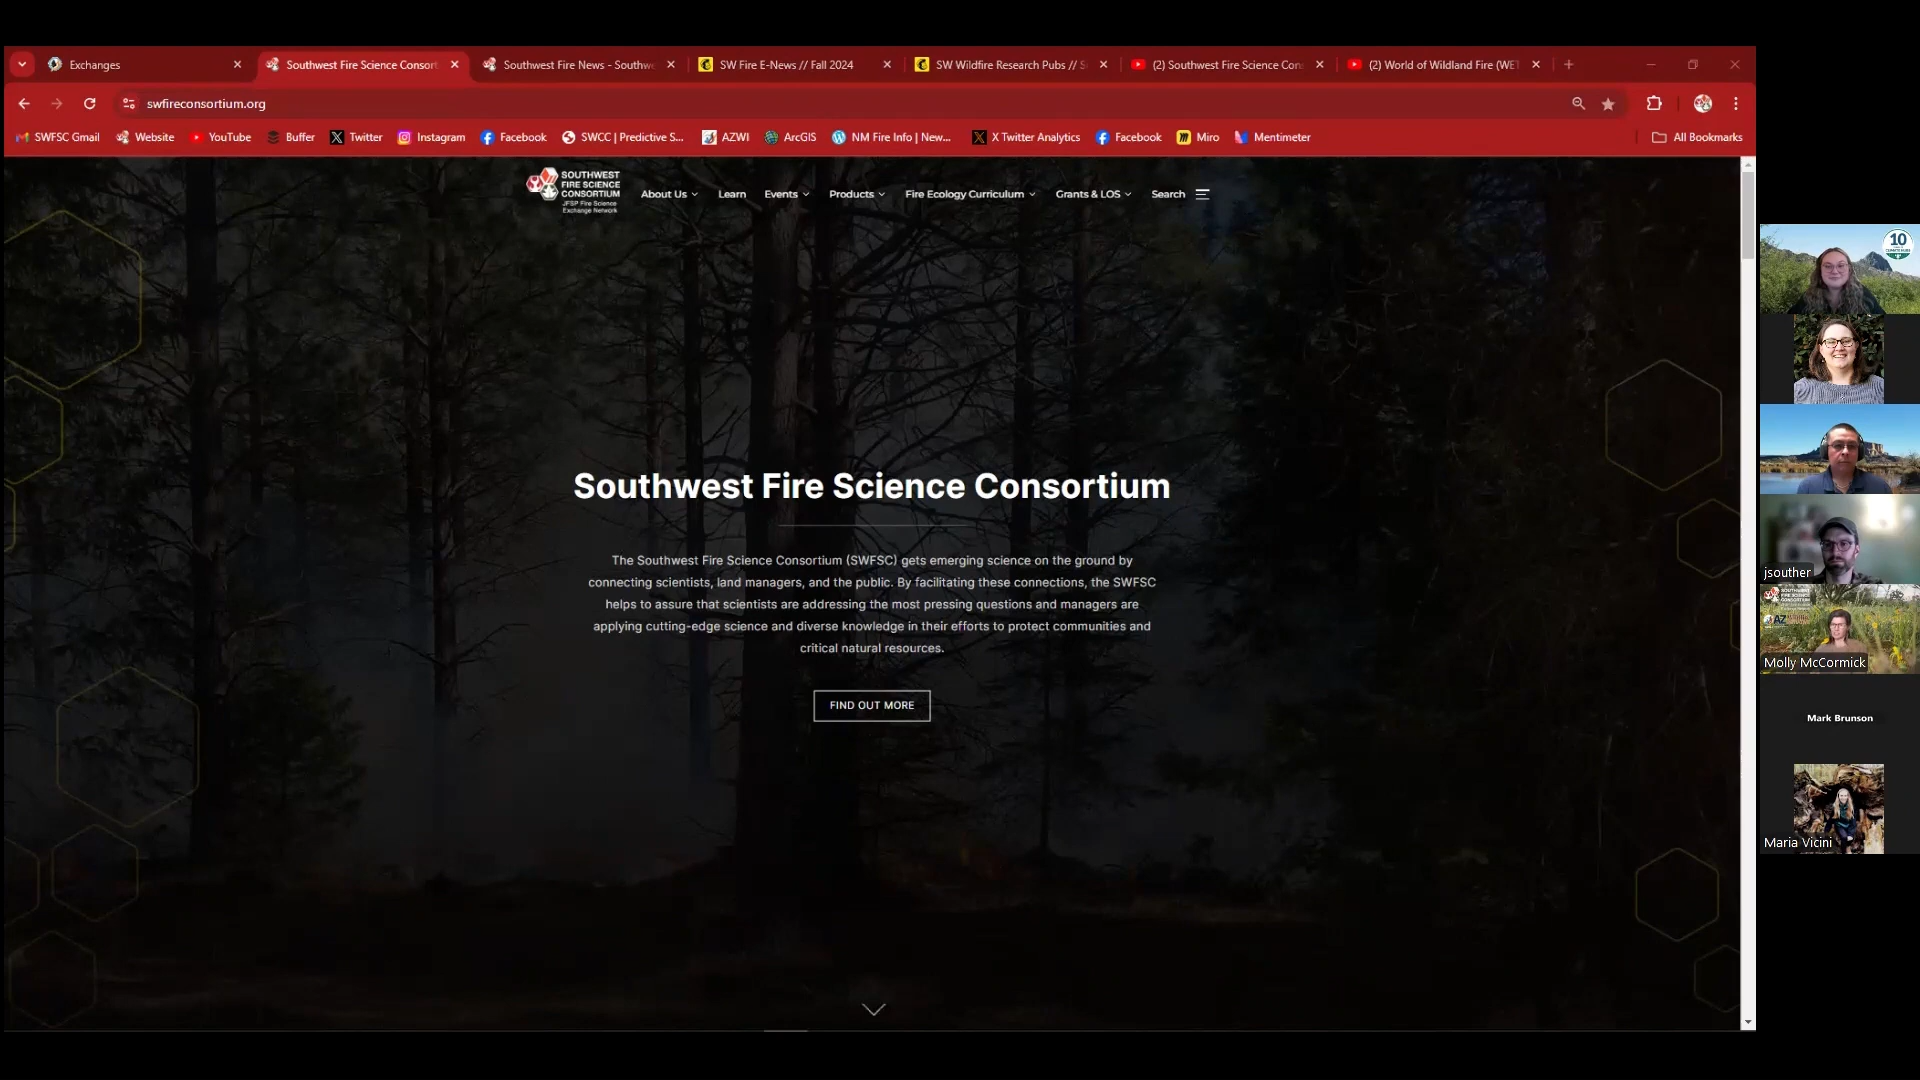 Exchanges
Southwest Fire Science Consort
Southwest Fire News - Southwe
SW Fire E-News // Fall 2024
SW Wildfire Research Pubs // S
(2) Southwest Fire Science Con
(2) World of Wildland Fire (WE
swfireconsortium.org
SWFSC Gmail
Website
YouTube
Buffer
Twitter
Instagram
Facebook
SWCC | Predictive S...
AZWI
ArcGIS
NM Fire Info | New...
X Twitter Analytics
Facebook
Miro
Mentimeter
All Bookmarks
SOUTHWEST
FIRE SCIENCE
CONSORTIUM
JFSP Fire Science
Exchange Network
About Us
Learn
Events
Products
Fire Ecology Curriculum
Grants & LOS
Search
Southwest Fire Science Consortium
The Southwest Fire Science Consortium (SWFSC) gets emerging science on the ground by
connecting scientists, land managers, and the public. By facilitating these connections, the SWFSC
helps to assure that scientists are addressing the most pressing questions and managers are
applying cutting-edge science and diverse knowledge in their efforts to protect communities and
critical natural resources.
FIND OUT MORE
10
jsouther
SOUTHWEST
FIRE SCIENCE
CONSORTIUM
AZ
Molly McCormick
Mark Brunson
Maria Vicini